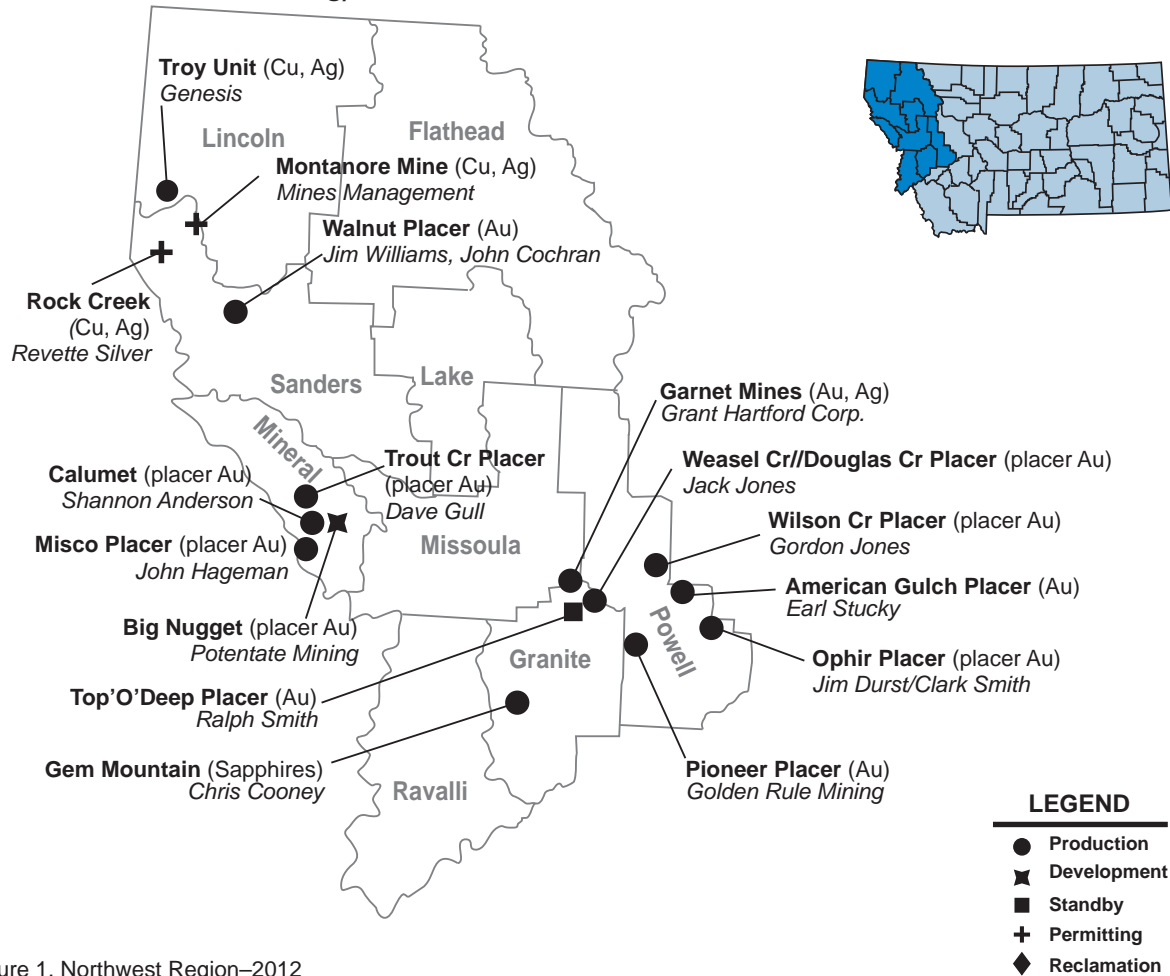 Troy Unit (Cu, Ag)
Genesis
Lincoln
Flathead
Montanore Mine (Cu, Ag)
Mines Management
Walnut Placer (Au)
Jim Williams, John Cochran
Rock Creek
(Cu, Ag)
Revette Silver
Sanders
Lake
Garnet Mines (Au, Ag)
Grant Hartford Corp.
Mineral
Trout Cr Placer
(placer Au)
Dave Gull
Calumet (placer Au)
Shannon Anderson
Weasel Cr//Douglas Cr Placer (placer Au)
Jack Jones
Misco Placer (placer Au)
John Hageman
Missoula
Wilson Cr Placer (placer Au)
Gordon Jones
American Gulch Placer (Au)
Earl Stucky
Big Nugget (placer Au)
Potentate Mining
Powell
Granite
Ophir Placer (placer Au)
Jim Durst/Clark Smith
Top'O'Deep Placer (Au)
Ralph Smith
Gem Mountain (Sapphires)
Chris Cooney
Ravalli
Pioneer Placer (Au)
Golden Rule Mining
LEGEND
Production
Development
Standby
Permitting
Reclamation
ure 1. Northwest Region–2012